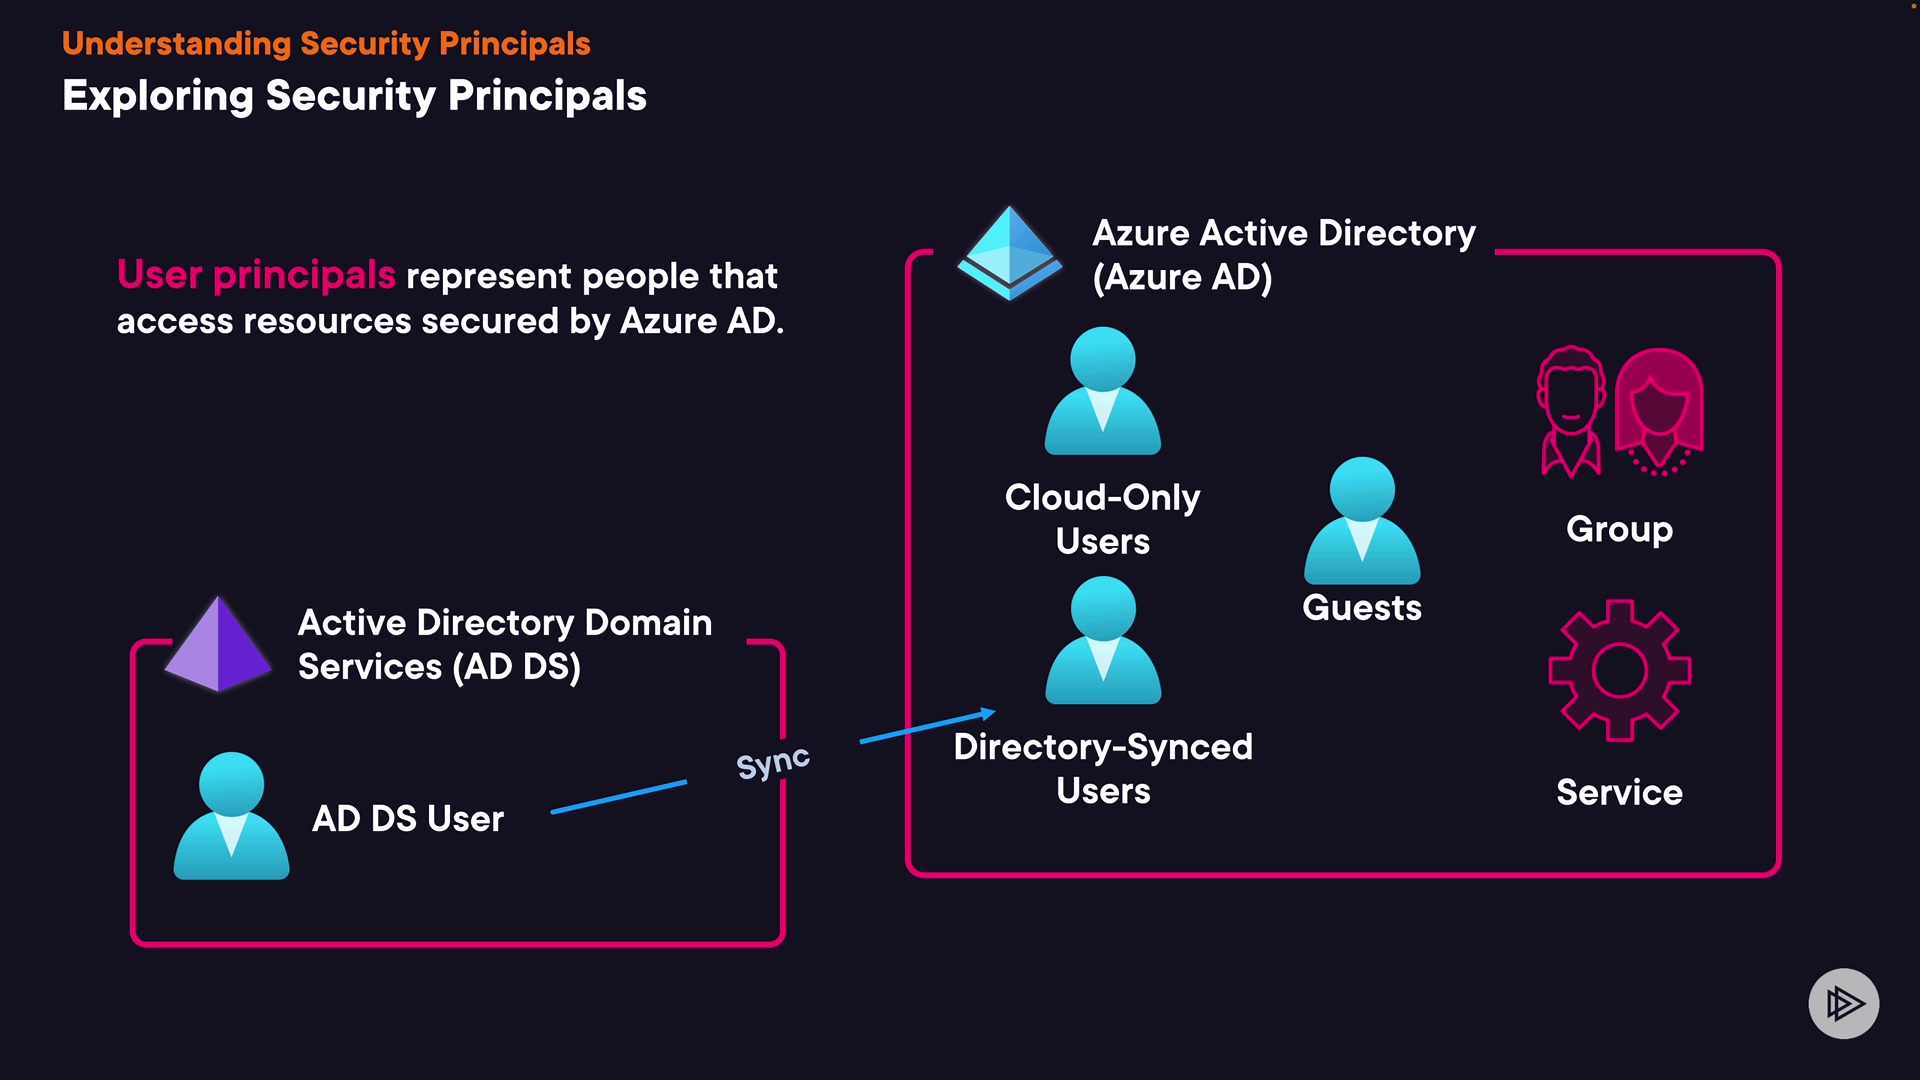 Understanding Security Principals
Exploring Security Principals
User principals represent people that
access resources secured by Azure AD.
Azure Active Directory
(Azure AD)
Cloud-Only
Users
Guests
Group
Directory-Synced
Users
Service
Active Directory Domain
Services (AD DS)
AD DS User
Sync